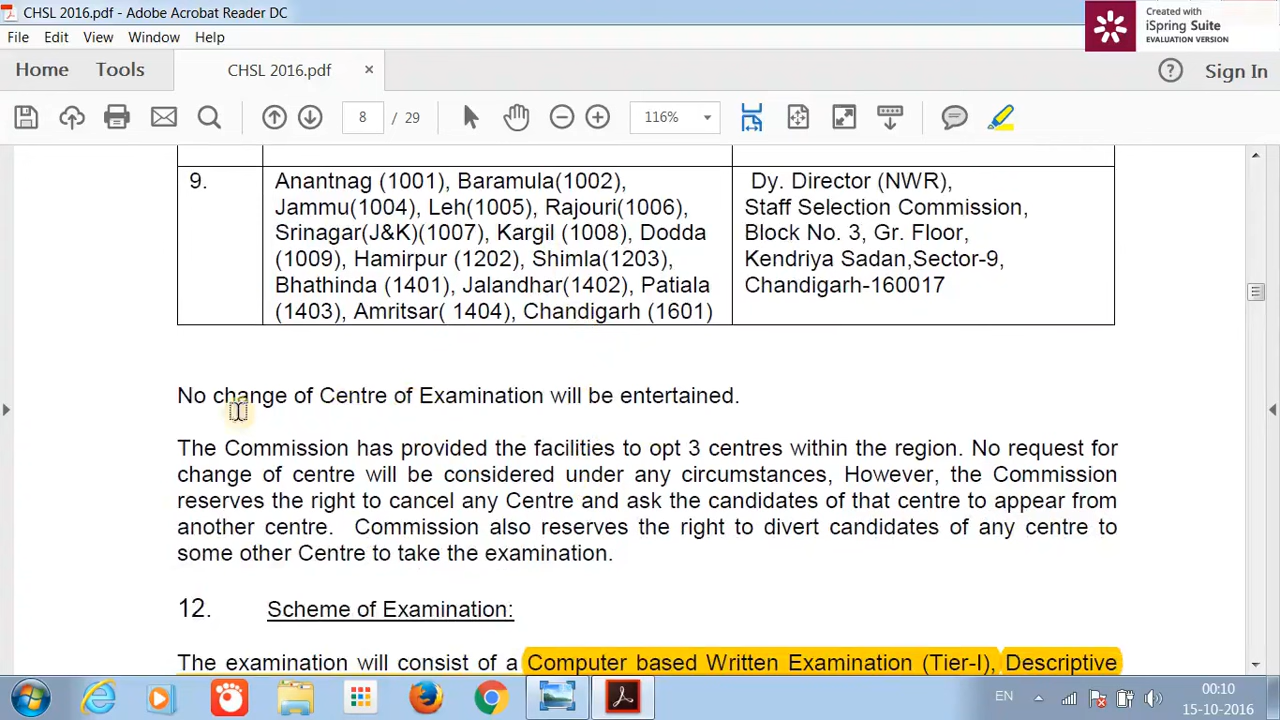 CHSL 2016.pdf - Adobe Acrobat Reader DC
Created with
iSpring Suite
EVALUATION VERSION
File Edit View Window Help
Home Tools CHSL 2016.pdf × Sign In
8 / 29 116%
9. Anantnag (1001), Baramula(1002), Dy. Director (NWR),
Jammu(1004), Leh(1005), Rajouri(1006), Staff Selection Commission,
Srinagar(J&K)(1007), Kargil (1008), Dodda Block No. 3, Gr. Floor,
(1009), Hamirpur (1202), Shimla(1203), Kendriya Sadan,Sector-9,
Bhathinda (1401), Jalandhar(1402), Patiala Chandigarh-160017
(1403), Amritsar( 1404), Chandigarh (1601)
No change of Centre of Examination will be entertained.
The Commission has provided the facilities to opt 3 centres within the region. No request for
change of centre will be considered under any circumstances, However, the Commission
reserves the right to cancel any Centre and ask the candidates of that centre to appear from
another centre. Commission also reserves the right to divert candidates of any centre to
some other Centre to take the examination.
12. Scheme of Examination:
The examination will consist of a Computer based Written Examination (Tier-I), Descriptive
EN 00:10
15-10-2016